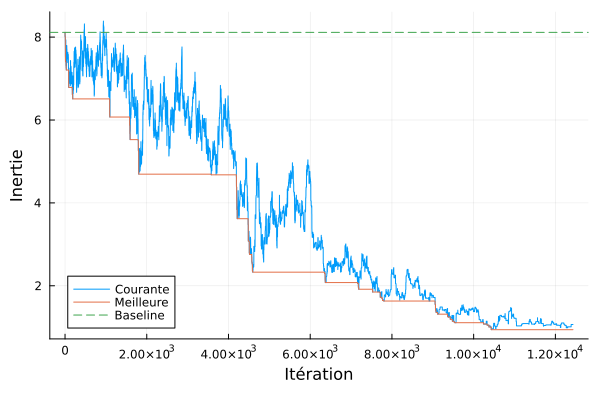 Inertie
8
6
4
2
Courante
Meilleure
Baseline
0
2.00×10³
4.00×10³
6.00×10³
8.00×10³
1.00×10⁴
1.20×10⁴
Itération